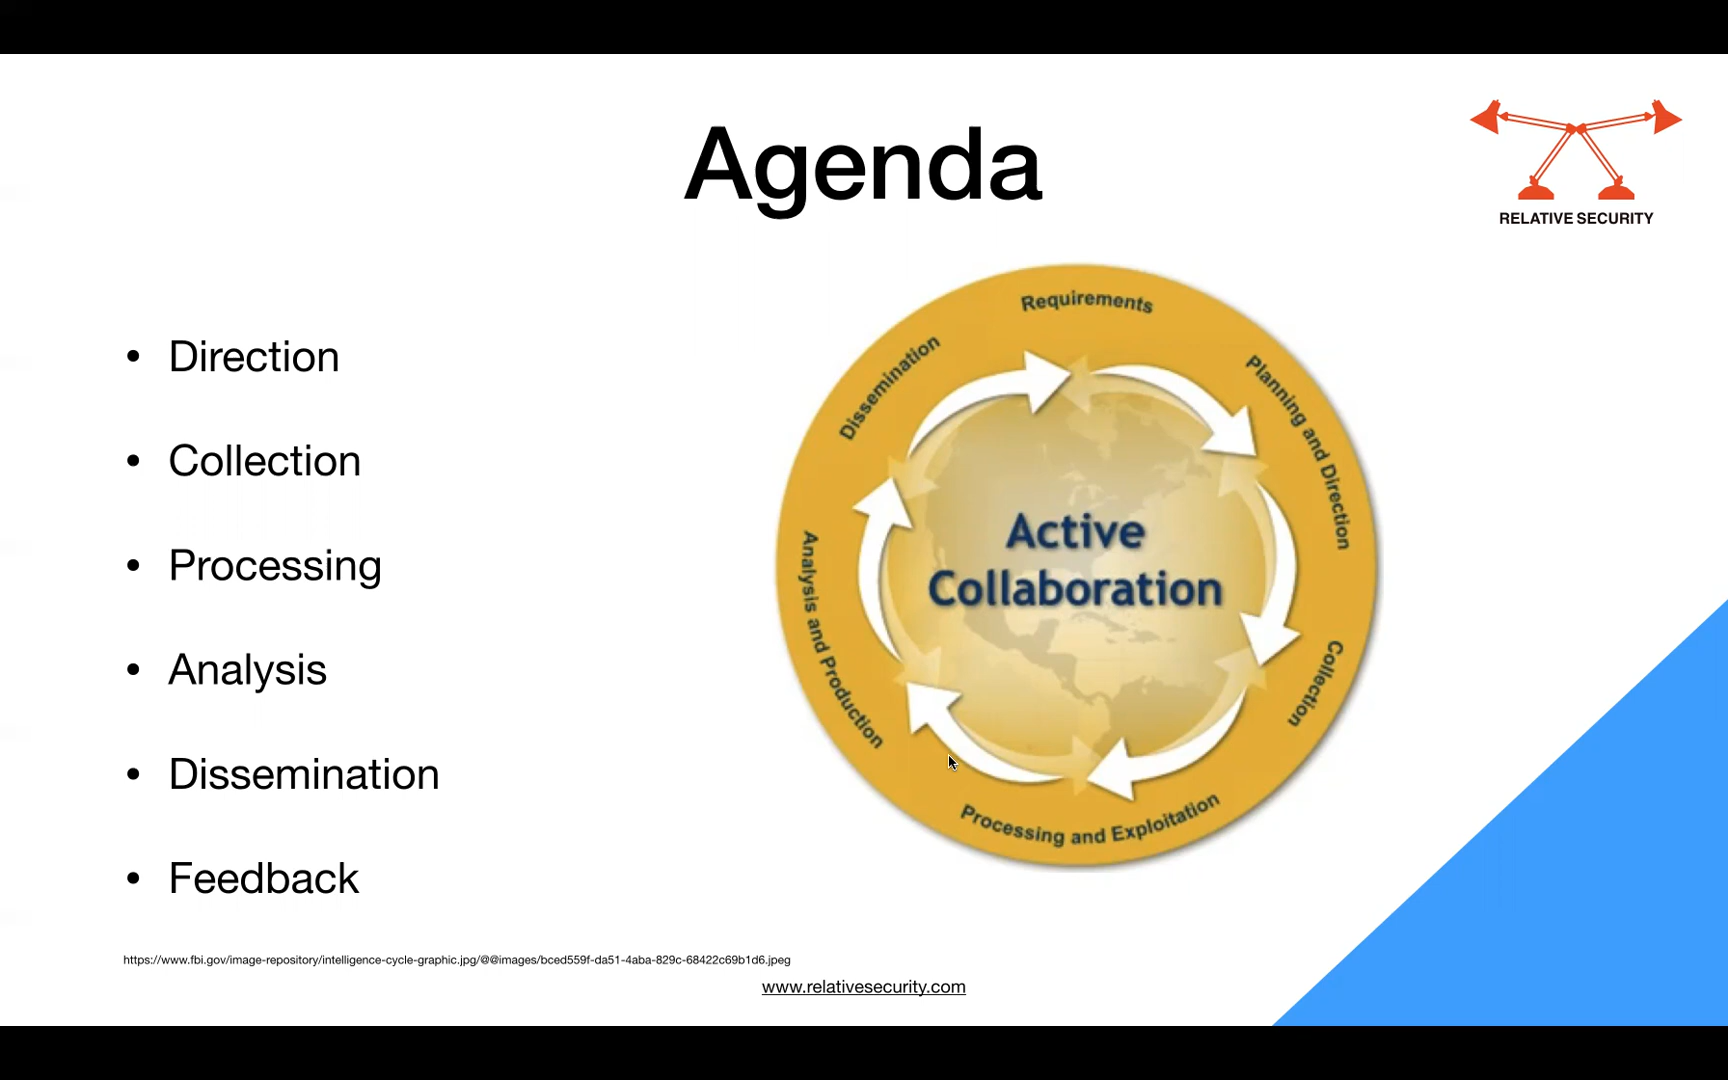 Agenda
RELATIVE SECURITY
• Direction
• Collection
• Processing
• Analysis
• Dissemination
• Feedback
Requirements
Planning and Direction
Collection
Processing and Exploitation
Analysis and Production
Dissemination
Active
Collaboration
https://www.fbi.gov/image-repository/intelligence-cycle-graphic.jpg/@@images/bced559f-da51-4aba-829c-68422c69b1d6.jpeg
www.relativesecurity.com